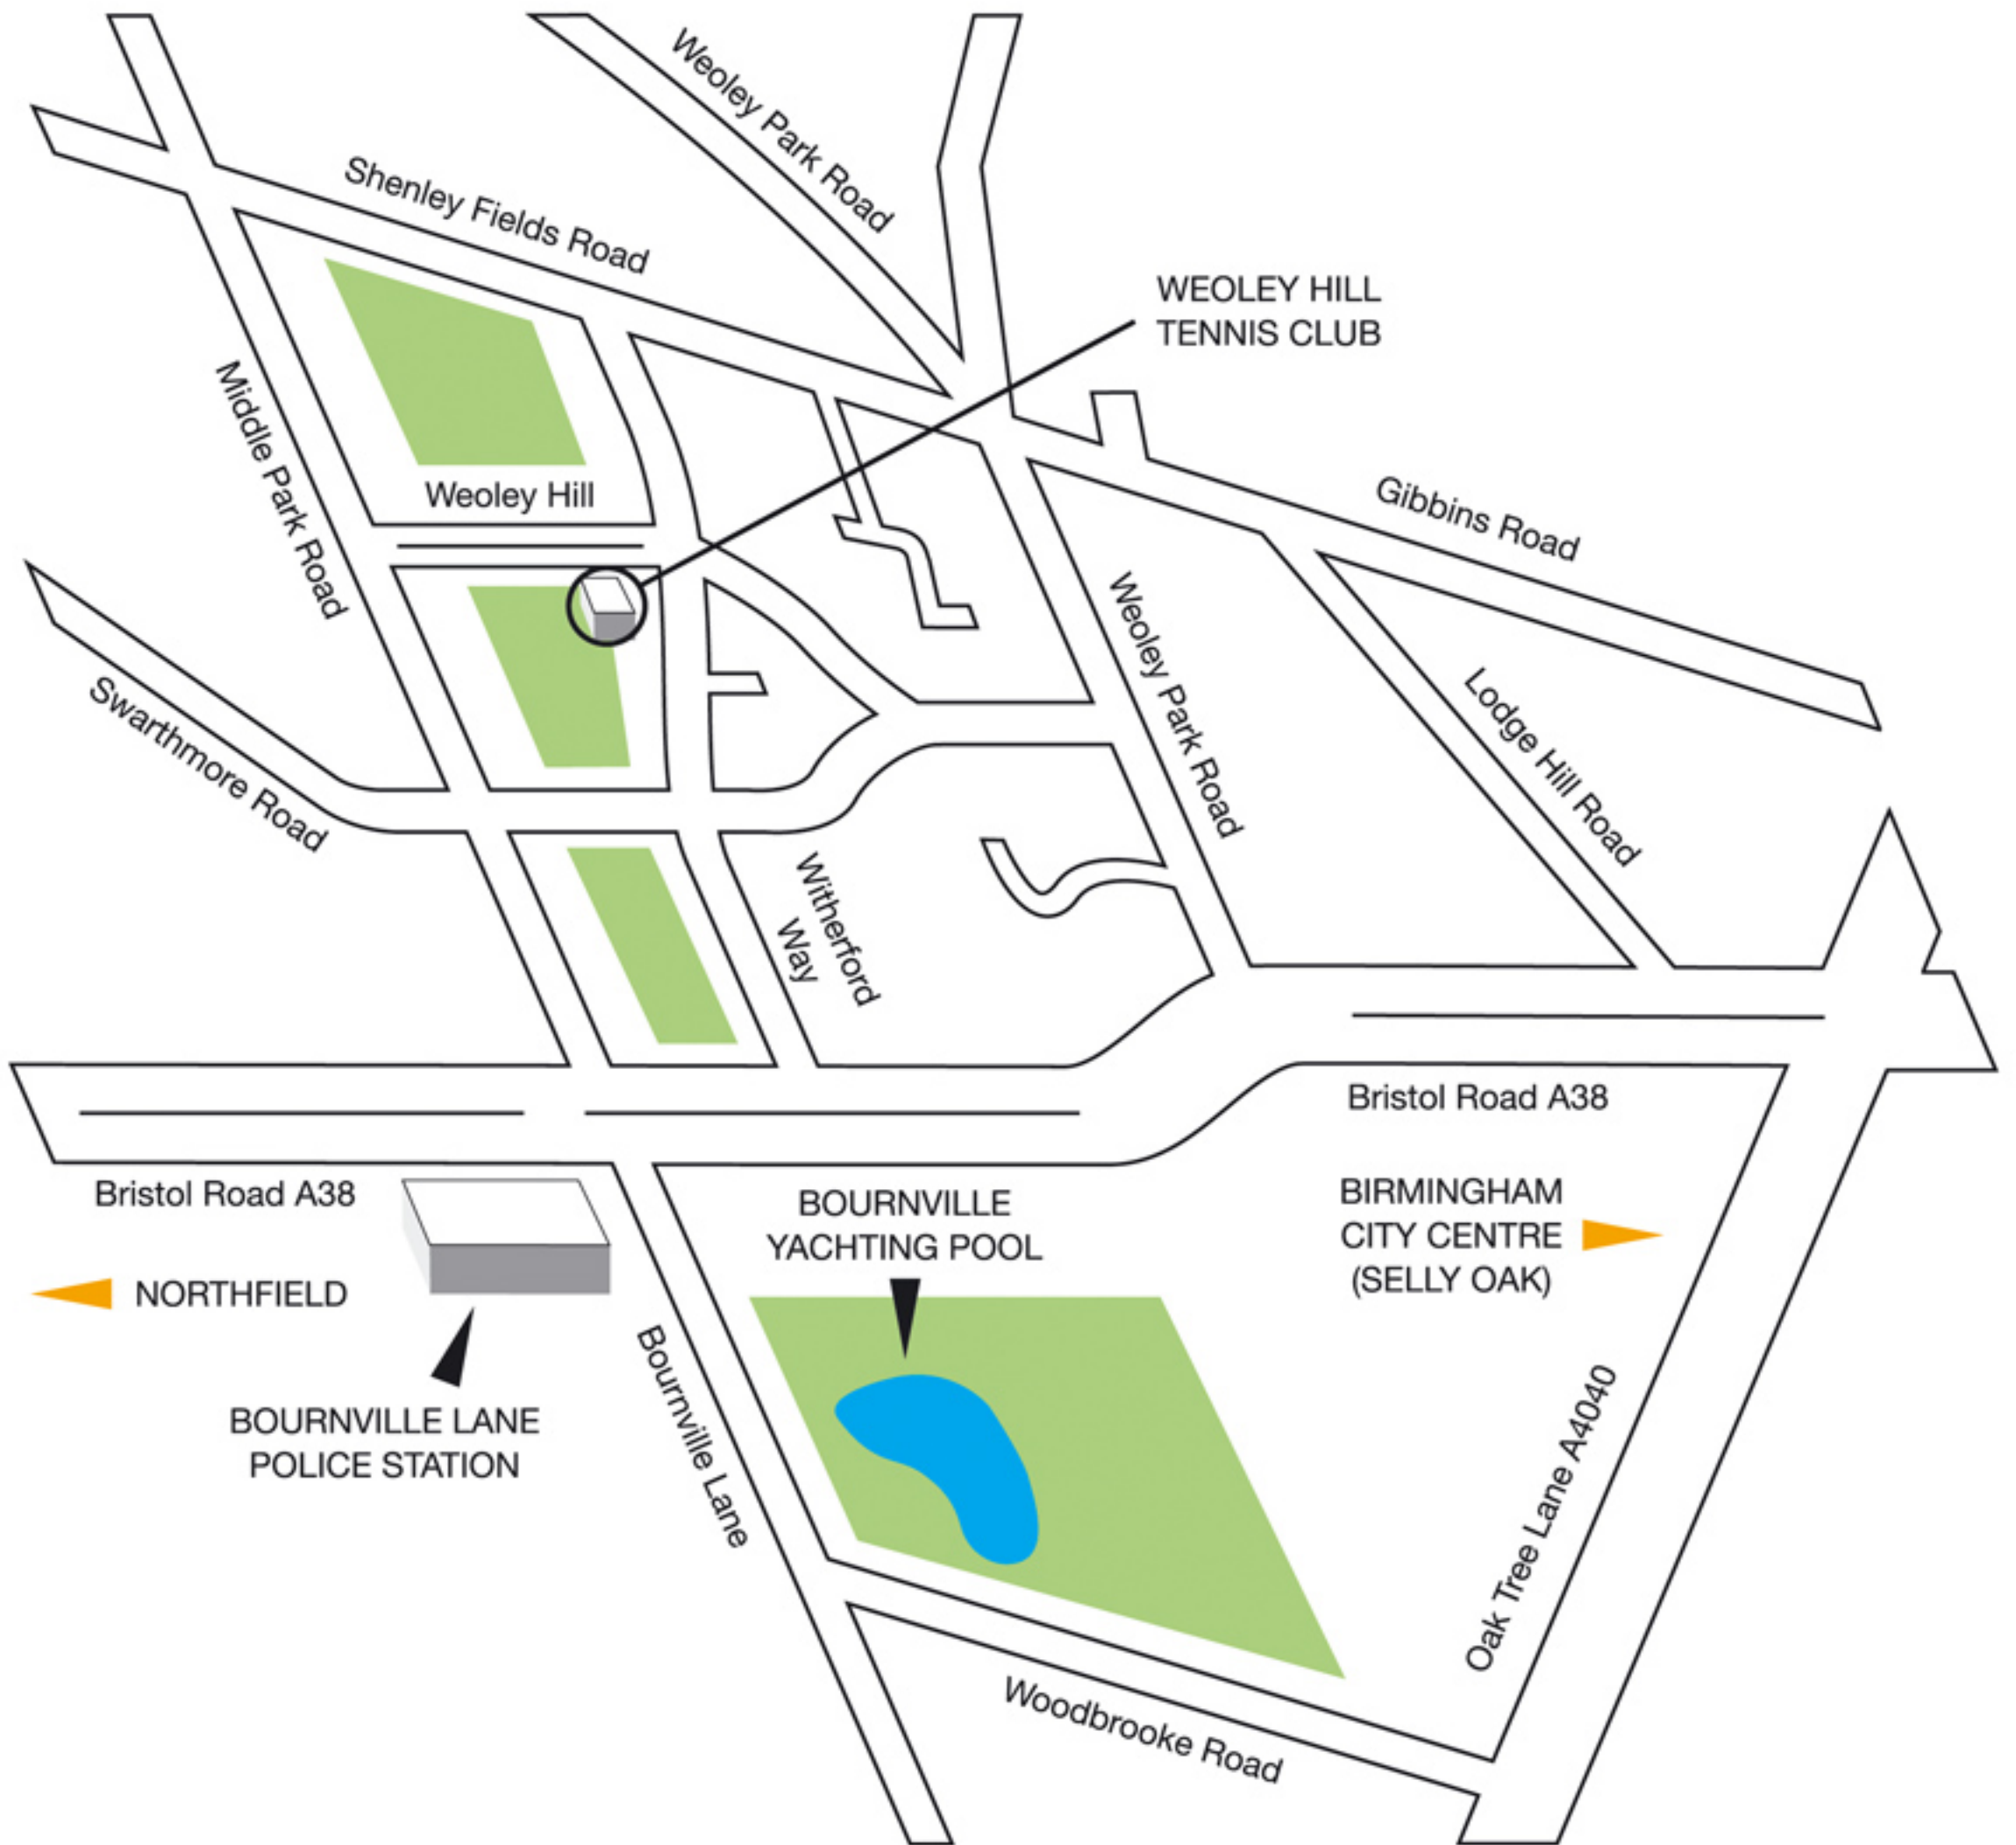 Weoley Park Road
Shenley Fields Road
WEOLEY HILL
TENNIS CLUB
Middle Park Road
Weoley Hill
Gibbins Road
Weoley Park Road
Lodge Hill Road
Swarthmore Road
Witherford
Way
Bristol Road A38
Bristol Road A38
BOURNVILLE
YACHTING POOL
BIRMINGHAM
CITY CENTRE
(SELLY OAK)
NORTHFIELD
BOURNVILLE LANE
POLICE STATION
Bournville Lane
Oak Tree Lane A4040
Woodbrooke Road